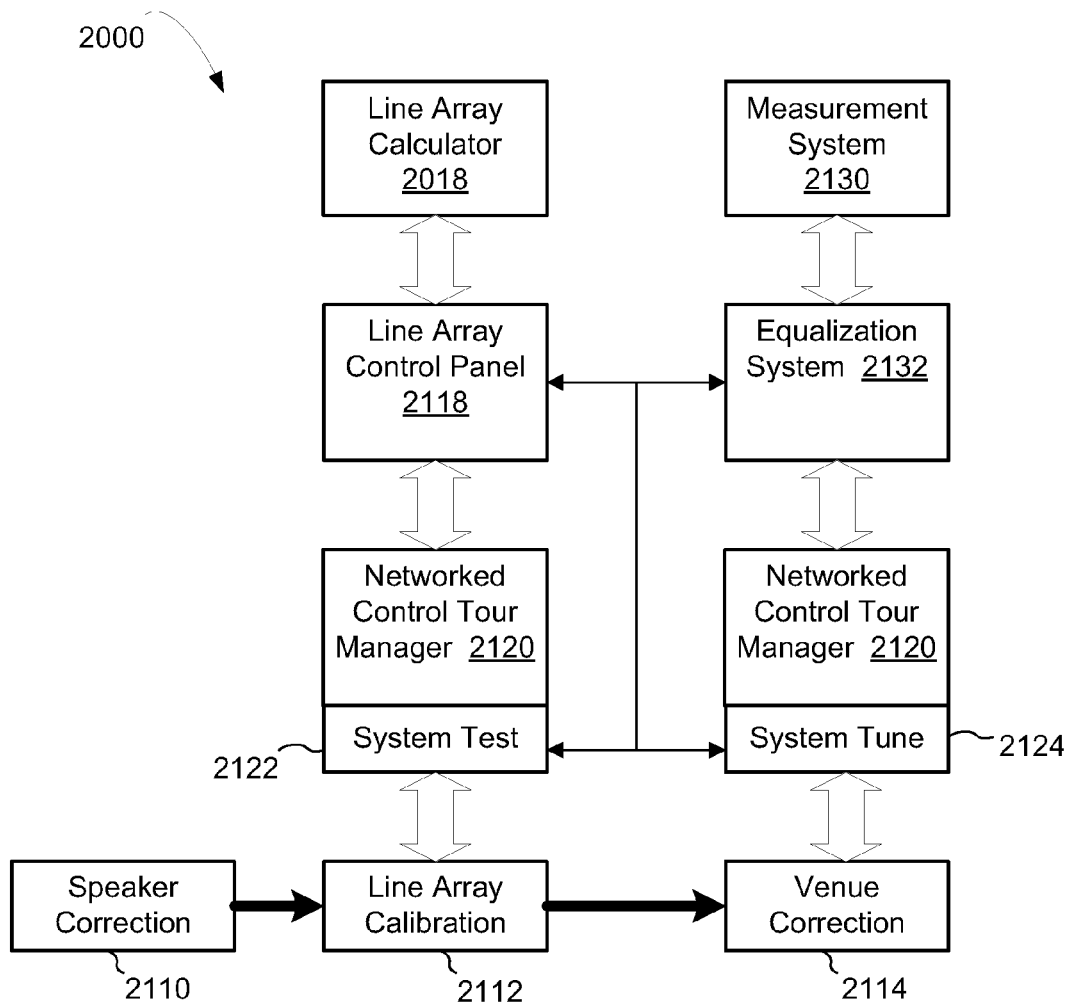 2000
Line Array
Calculator
2018
Measurement
System
2130
Line Array
Control Panel
2118
Equalization
System 2132
Networked
Control Tour
Manager 2120
Networked
Control Tour
Manager 2120
System Test
System Tune
2122
2124
Speaker
Correction
Line Array
Calibration
Venue
Correction
2110
2112
2114